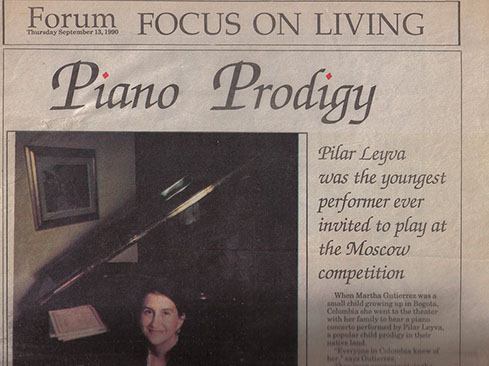 Forum FOCUS ON LIVING
Thursday September 13, 1990
Piano Prodigy
Pilar Leyva
was the youngest
performer ever
invited to play at
the Moscow
competition
When Martha Gutierrez was a
small child growing up in Bogota,
Colombia she went to the theater
with her family to hear a piano
concerto performed by Pilar Leyva,
a popular child prodigy in their
native land.
"Everyone in Colombia knew of
her," says Gutierrez.